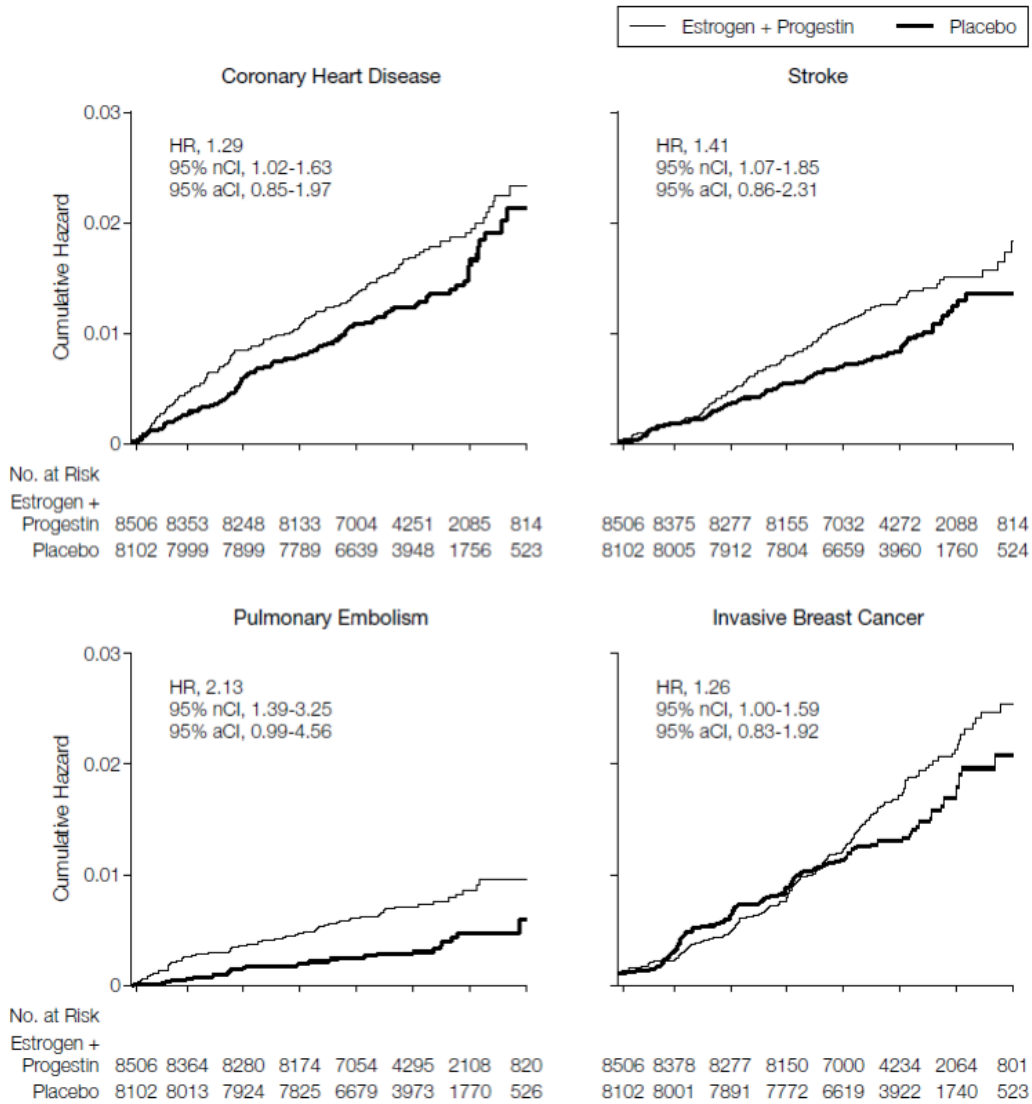 Estrogen + Progestin Placebo
Coronary Heart Disease
0.03
HR, 1.29
95% nCI, 1.02-1.63
95% aCI, 0.85-1.97
0.02
Cumulative Hazard
0.01
0
Stroke
HR, 1.41
95% nCI, 1.07-1.85
95% aCI, 0.86-2.31
No. at Risk
Estrogen +
Progestin 8506 8353 8248 8133 7004 4251 2085 814 8506 8375 8277 8155 7032 4272 2088 814
Placebo 8102 7999 7899 7789 6639 3948 1756 523 8102 8005 7912 7804 6659 3960 1760 524
Pulmonary Embolism
0.03
HR, 2.13
95% nCI, 1.39-3.25
95% aCI, 0.99-4.56
0.02
Cumulative Hazard
0.01
0
Invasive Breast Cancer
HR, 1.26
95% nCI, 1.00-1.59
95% aCI, 0.83-1.92
No. at Risk
Estrogen +
Progestin 8506 8364 8280 8174 7054 4295 2108 820 8506 8378 8277 8150 7000 4234 2064 801
Placebo 8102 8013 7924 7825 6679 3973 1770 526 8102 8001 7891 7772 6619 3922 1740 523